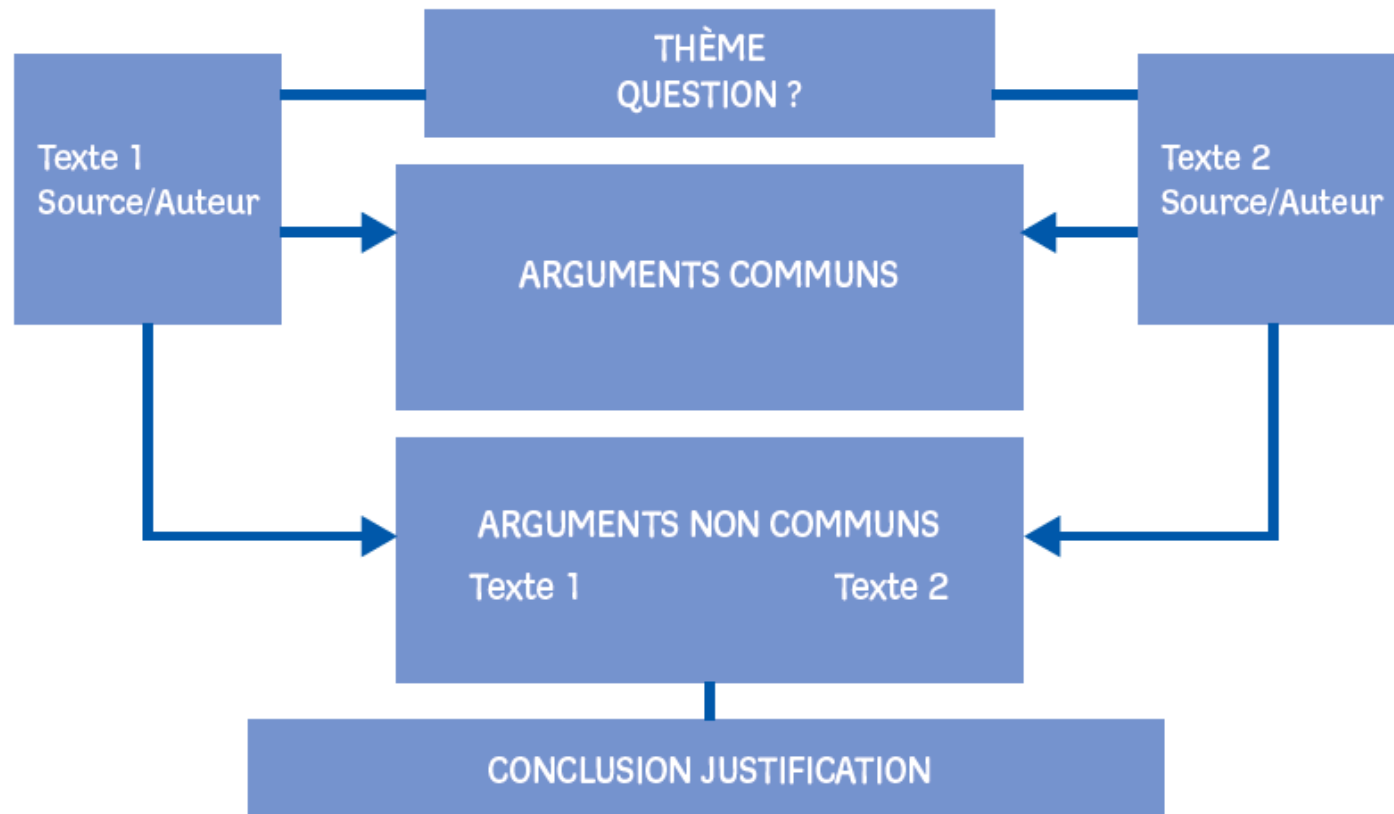 THÈME
QUESTION ?
Texte 1
Source/Auteur
Texte 2
Source/Auteur
ARGUMENTS COMMUNS
ARGUMENTS NON COMMUNS
Texte 1
Texte 2
CONCLUSION JUSTIFICATION